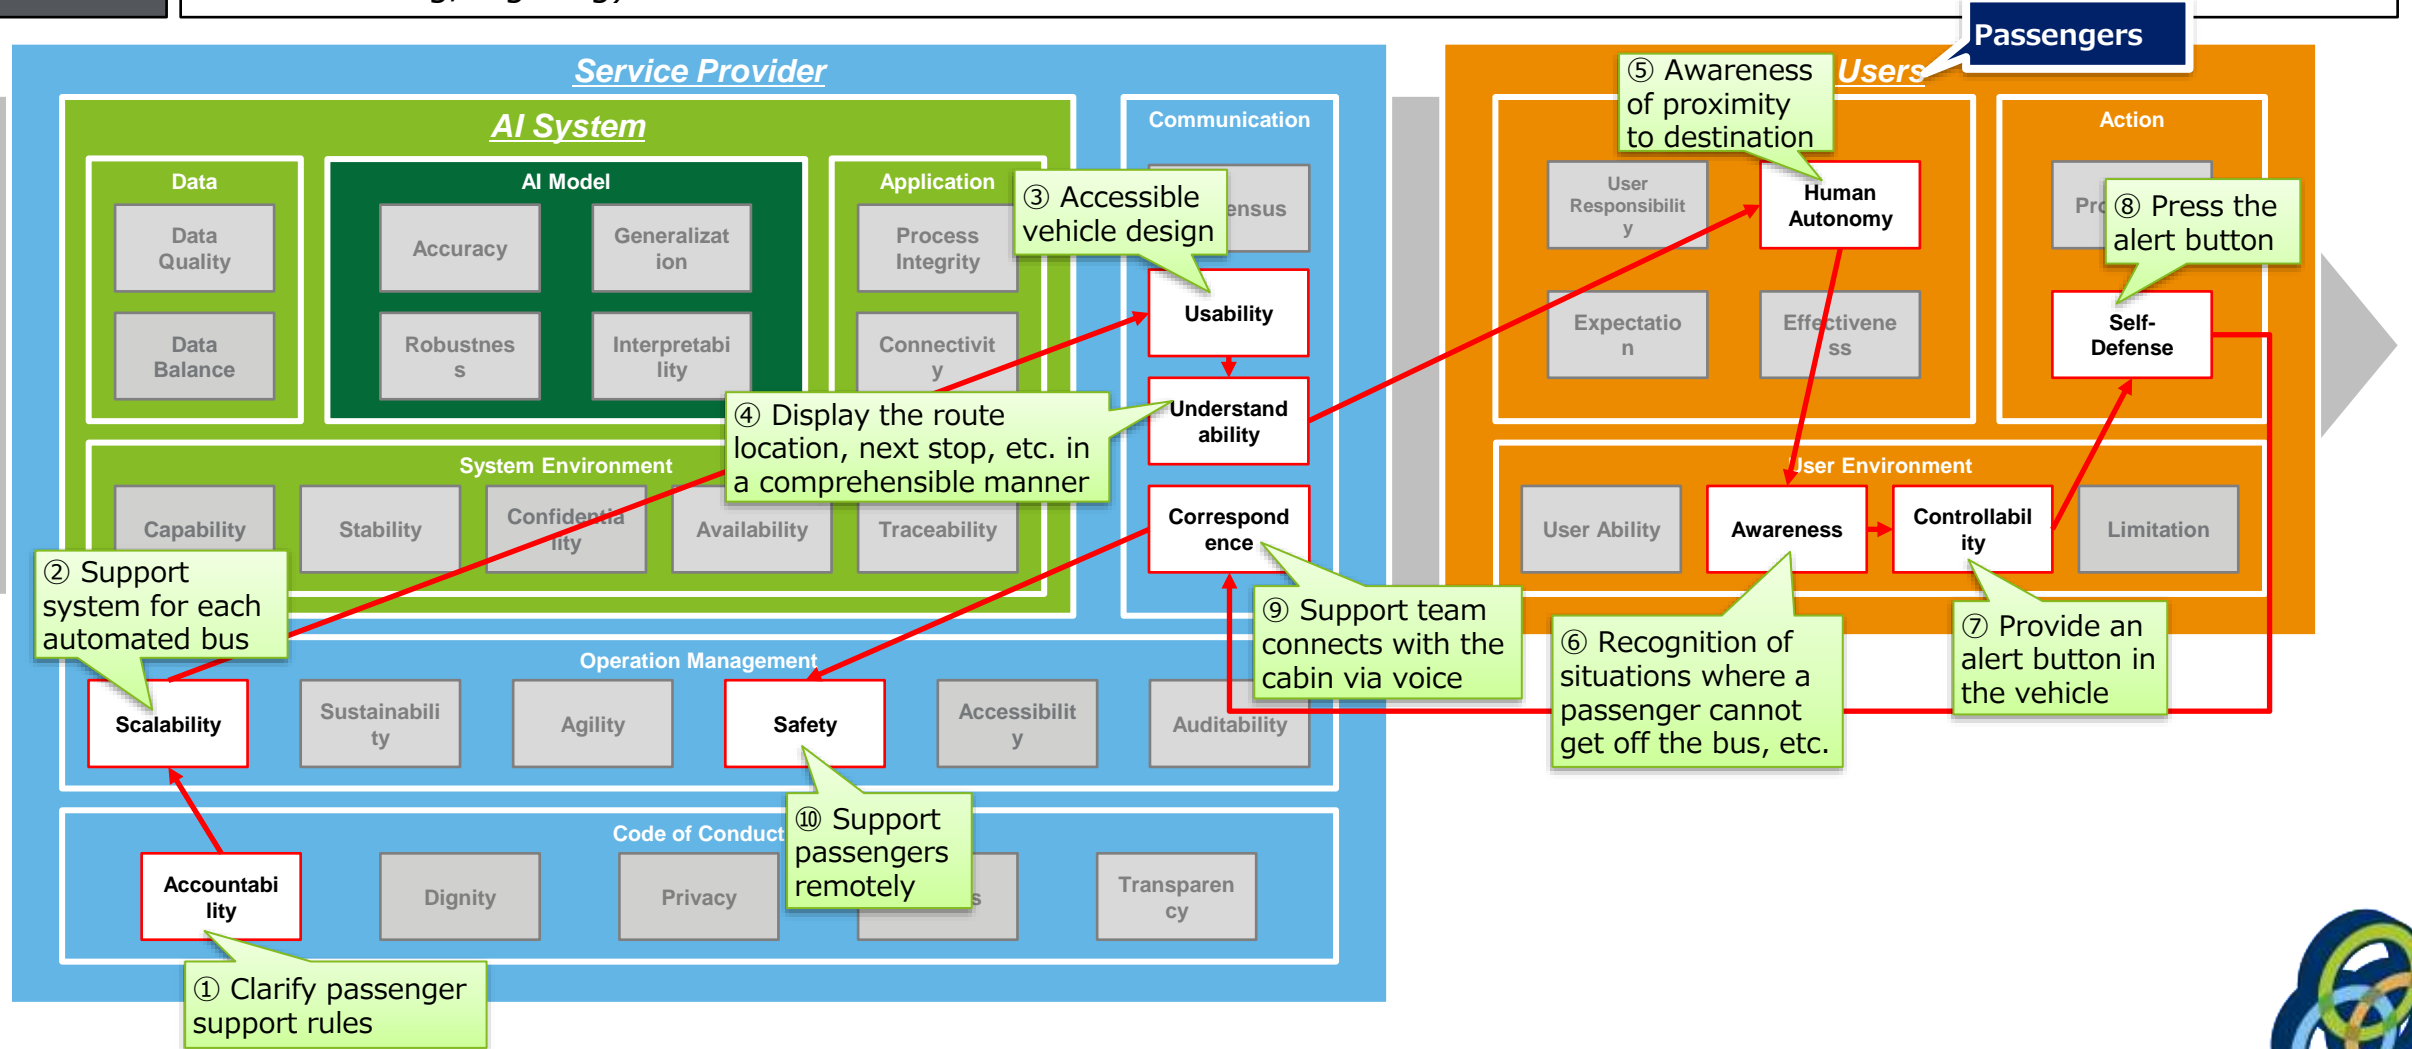 Passengers
Service Provider
Users
AI System
Communication
Action
⑤ Awareness
of proximity
to destination
Data
AI Model
Application
Data
Quality
Accuracy
Generalizat
ion
Process
Integrity
③ Accessible
vehicle design
User
Responsibilit
y
Human
Autonomy
⑧ Press the
alert button
Data
Balance
Robustnes
s
Interpretabi
lity
Connectivit
y
Usability
Expectatio
n
Effectivene
ss
Self-
Defense
④ Display the route
location, next stop, etc. in
a comprehensible manner
Understand
ability
System Environment
User Environment
Capability
Stability
Confidentia
lity
Availability
Traceability
Correspond
ence
User Ability
Awareness
Controllabil
ity
Limitation
② Support
system for each
automated bus
⑨ Support team
connects with the
cabin via voice
⑥ Recognition of
situations where a
passenger cannot
get off the bus, etc.
⑦ Provide an
alert button in
the vehicle
Operation Management
Scalability
Sustainabili
ty
Agility
Safety
Accessibilit
y
Auditability
Code of Conduct
⑩ Support
passengers
remotely
Accountabi
lity
Dignity
Privacy
Transparen
cy
① Clarify passenger
support rules